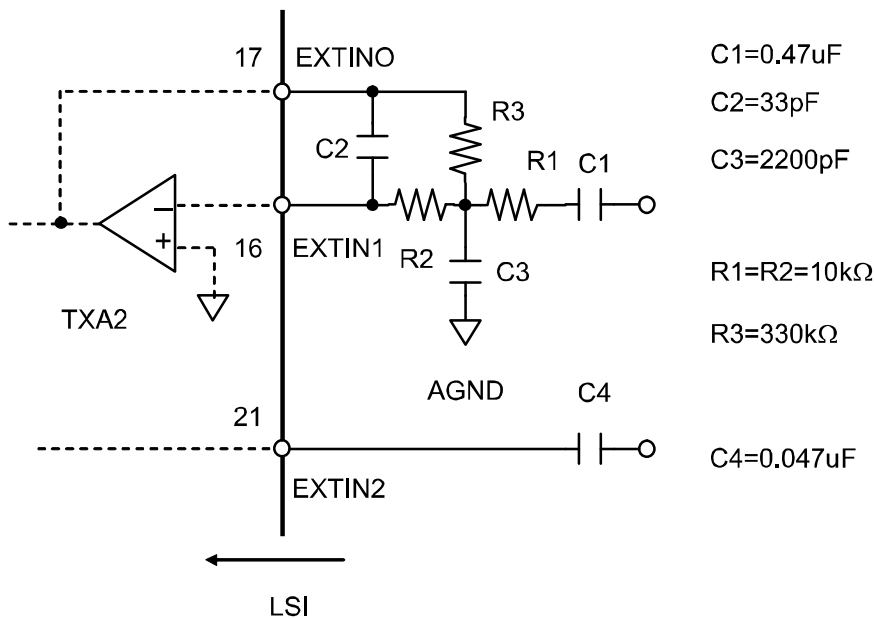 17 EXTINO
C1=0.47uF
R3
C2=33pF
C2
R1 C1
C3=2200pF
−
+
16 EXTIN1
R2
C3
R1=R2=10kΩ
TXA2
R3=330kΩ
AGND
C4
21
C4=0.047uF
EXTIN2
LSI